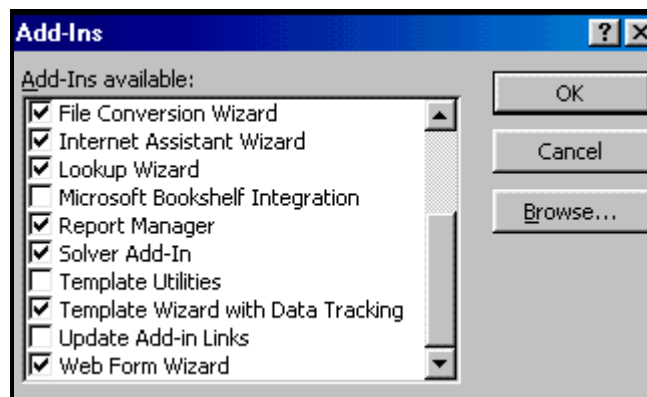 Add-Ins
Add-Ins available:
File Conversion Wizard
Internet Assistant Wizard
Lookup Wizard
Microsoft Bookshelf Integration
Report Manager
Solver Add-In
Template Utilities
Template Wizard with Data Tracking
Update Add-in Links
Web Form Wizard
OK
Cancel
Browse...